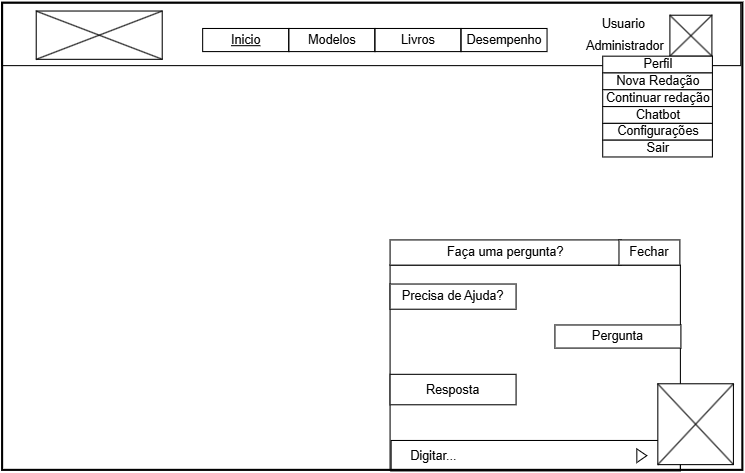 Inicio
Modelos
Livros
Desempenho
Usuario
Administrador
Perfil
Nova Redação
Continuar redação
Chatbot
Configurações
Sair
Faça uma pergunta?
Fechar
Precisa de Ajuda?
Pergunta
Resposta
Digitar...